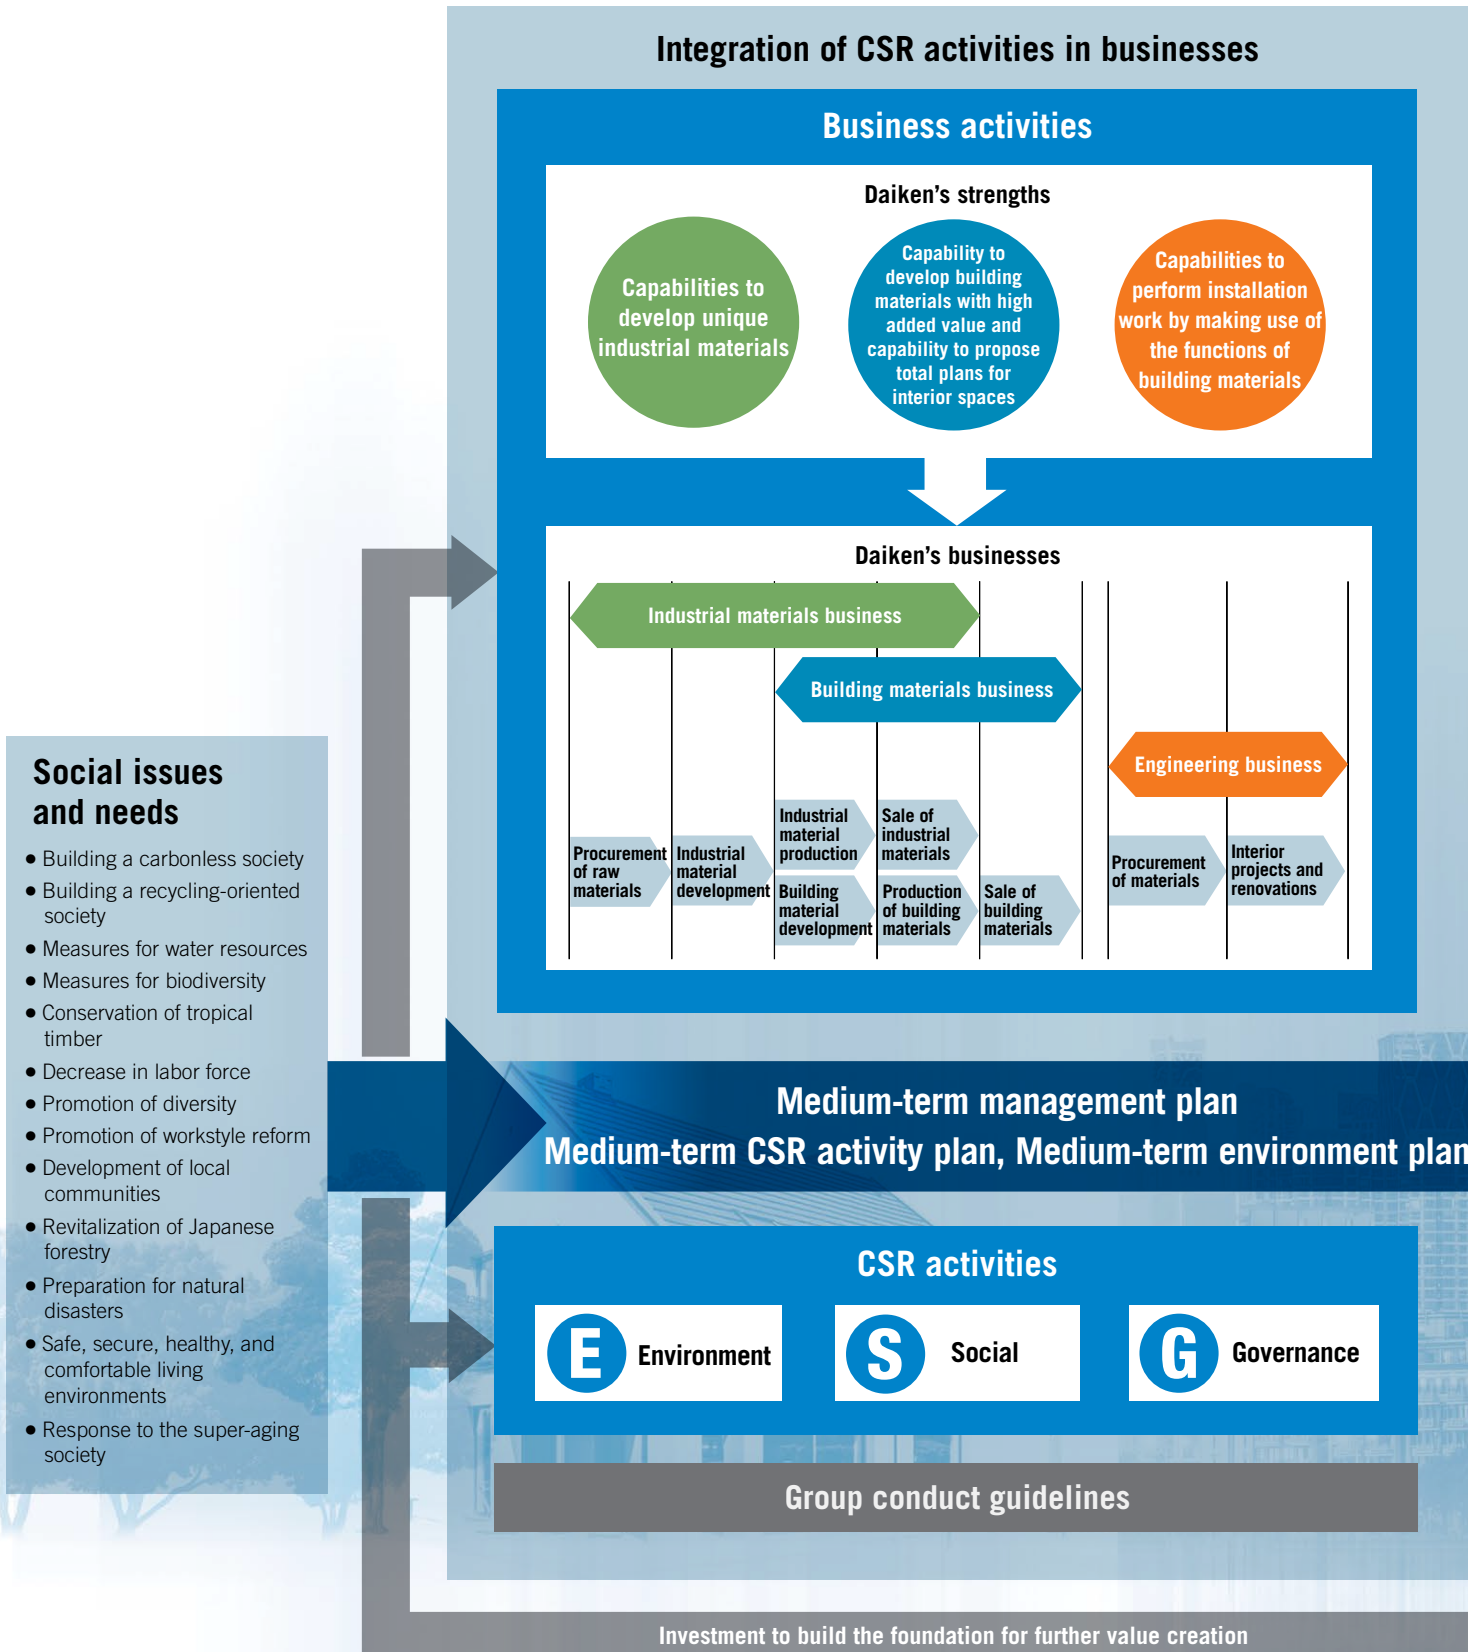 Integration of CSR activities in businesses
Business activities
Daiken's strengths
Capabilities to
develop unique
industrial materials
Capability to
develop building
materials with high
added value and
capability to propose
total plans for
interior spaces
Capabilities to
perform installation
work by making use of
the functions of
building materials
Daiken's businesses
Industrial materials business
Building materials business
Engineering business
Procurement
of raw
materials
Industrial
material
development
Industrial
material
production
Sale of
industrial
materials
Building
material
development
Production
of building
materials
Sale of
building
materials
Procurement
of materials
Interior
projects and
renovations
Social issues
and needs
● Building a carbonless society
● Building a recycling-oriented
society
● Measures for water resources
● Measures for biodiversity
● Conservation of tropical
timber
● Decrease in labor force
● Promotion of diversity
● Promotion of workstyle reform
● Development of local
communities
● Revitalization of Japanese
forestry
● Preparation for natural
disasters
● Safe, secure, healthy, and
comfortable living
environments
● Response to the super-aging
society
Medium-term management plan
Medium-term CSR activity plan, Medium-term environment plan
CSR activities
E Environment
S Social
G Governance
Group conduct guidelines
Investment to build the foundation for further value creation